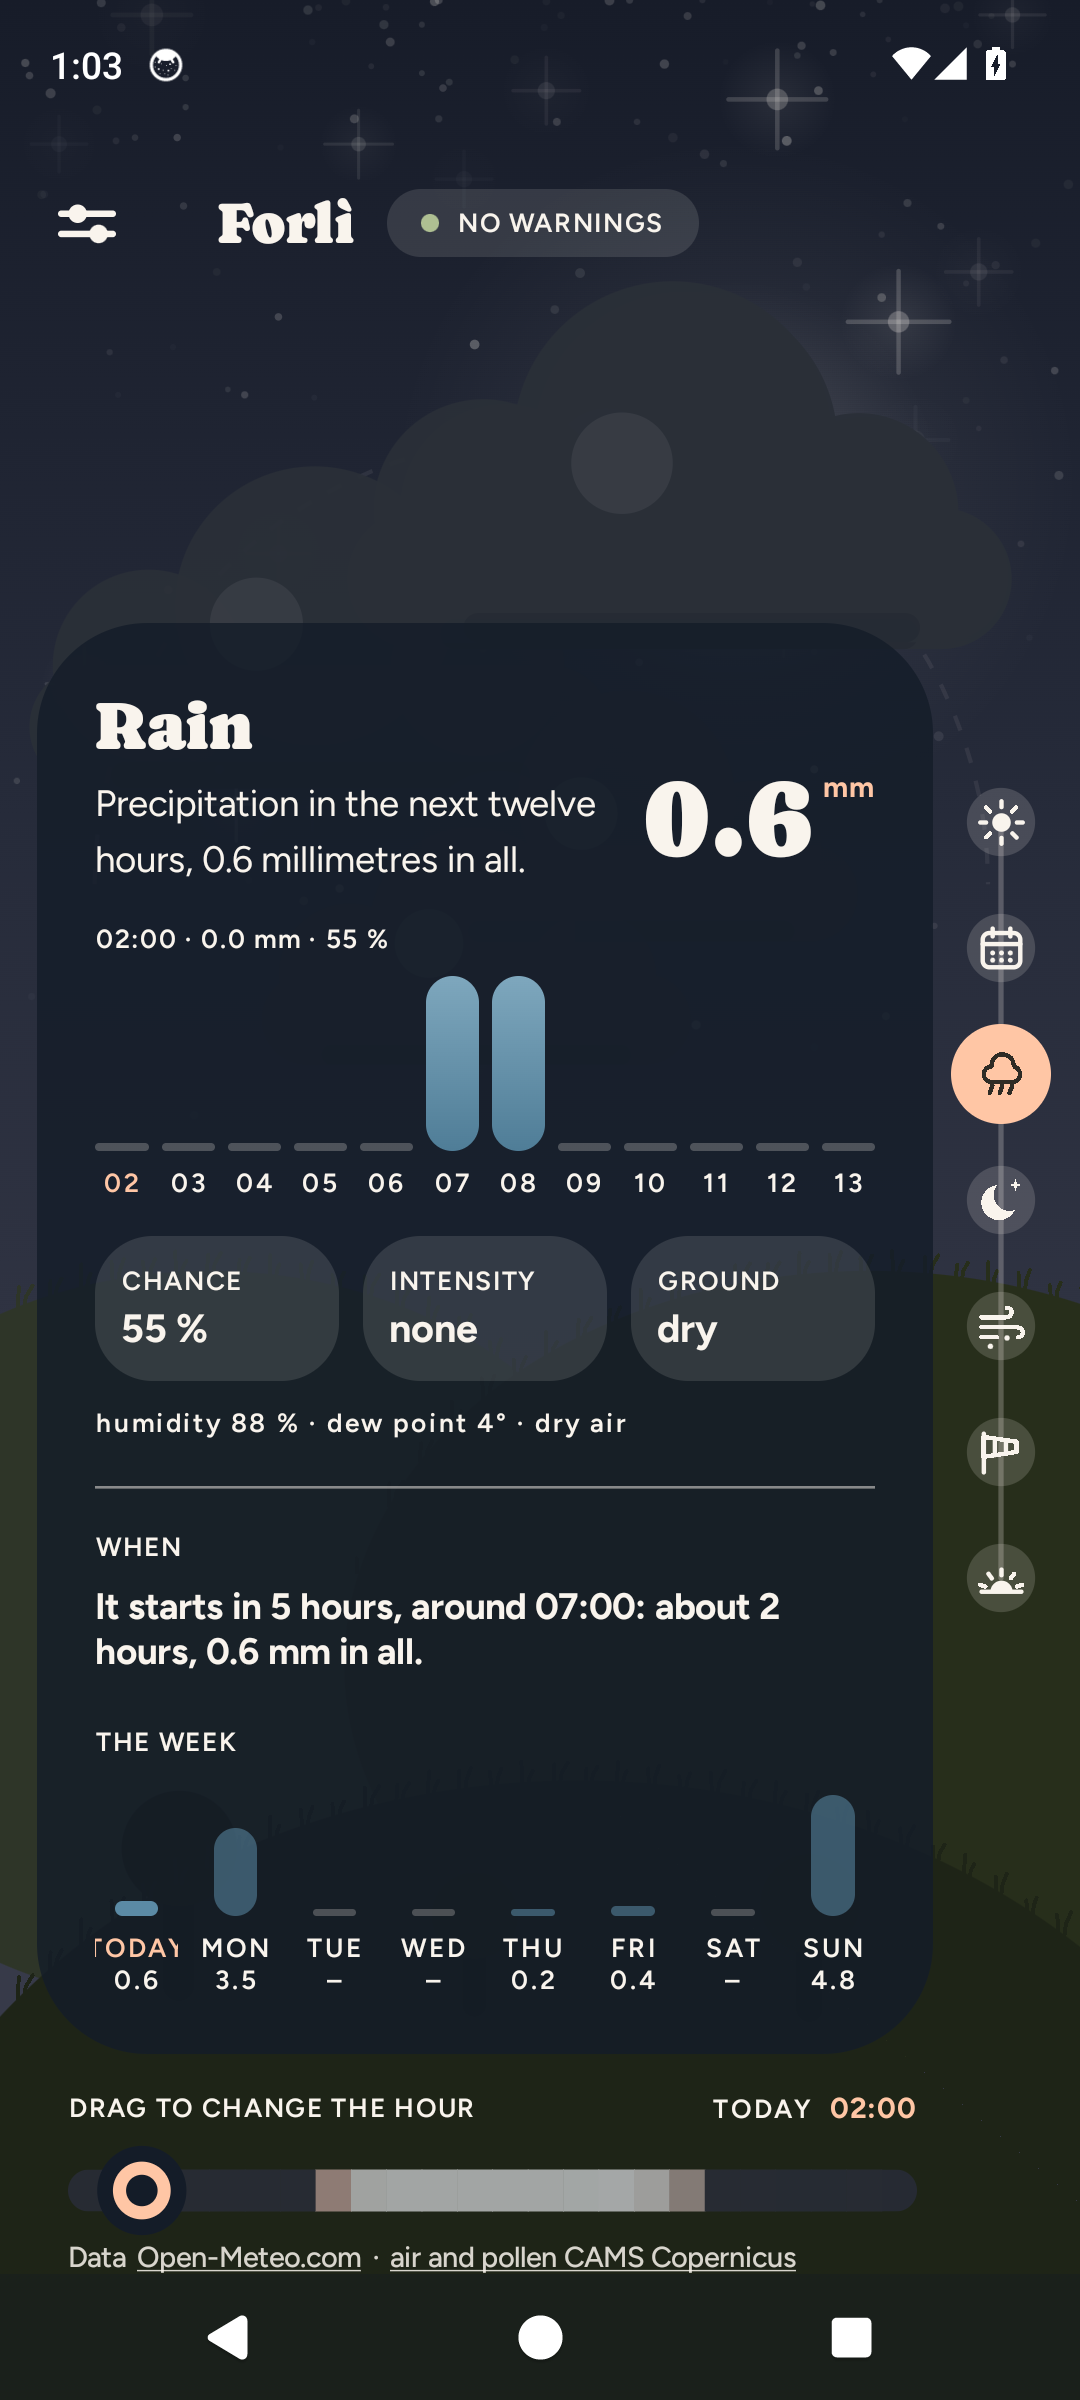 1:03
Forlì
NO WARNINGS
Rain
Precipitation in the next twelve
hours, 0.6 millimetres in all.
0.6 mm
02:00 · 0.0 mm · 55 %
02 03 04 05 06 07 08 09 10 11 12 13
CHANCE INTENSITY GROUND
55 % none dry
humidity 88 % · dew point 4° · dry air
WHEN
It starts in 5 hours, around 07:00: about 2
hours, 0.6 mm in all.
THE WEEK
TODAY MON TUE WED THU FRI SAT SUN
0.6 3.5 – – 0.2 0.4 – 4.8
DRAG TO CHANGE THE HOUR TODAY 02:00
Data Open-Meteo.com · air and pollen CAMS Copernicus